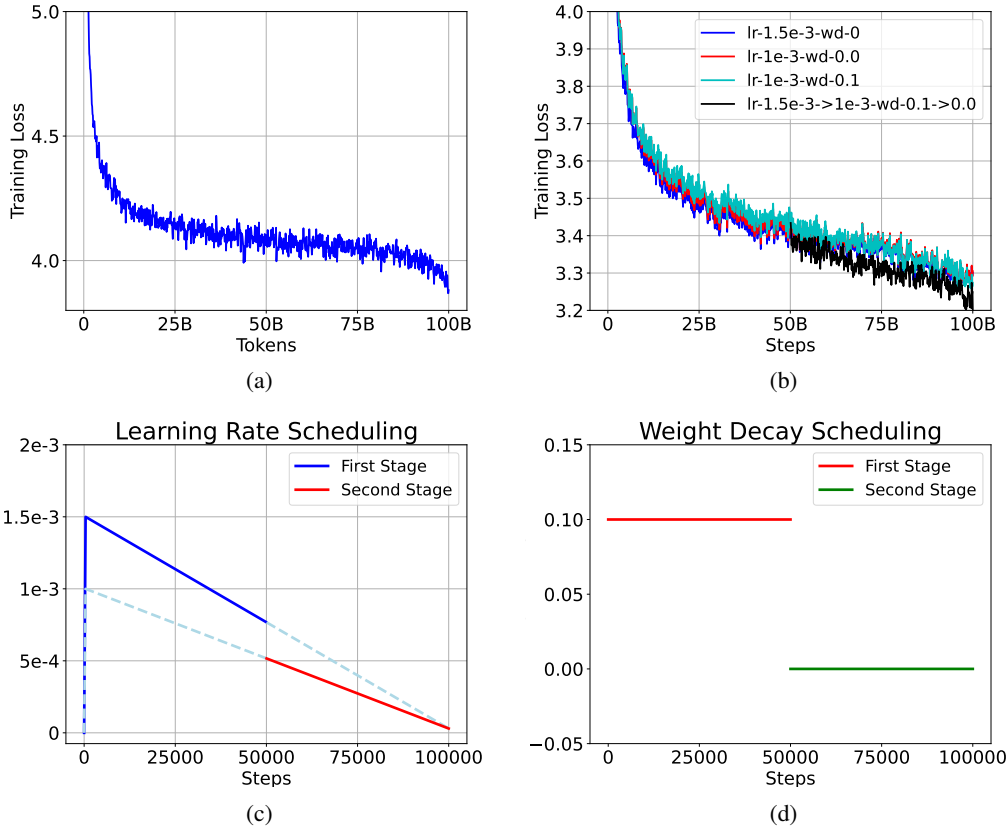 5.0
4.5
4.0
Training Loss
0
25B
50B
75B
100B
Tokens
(a)
4.0
3.9
3.8
3.7
3.6
3.5
3.4
3.3
3.2
Training Loss
lr-1.5e-3-wd-0
lr-1e-3-wd-0.0
lr-1e-3-wd-0.1
lr-1.5e-3->1e-3-wd-0.1->0.0
0
25B
50B
75B
100B
Steps
(b)
Learning Rate Scheduling
2e-3
1.5e-3
1e-3
5e-4
0
First Stage
Second Stage
0
25000
50000
75000
100000
Steps
(c)
Weight Decay Scheduling
0.15
0.10
0.05
0.00
−0.05
First Stage
Second Stage
0
25000
50000
75000
100000
Steps
(d)